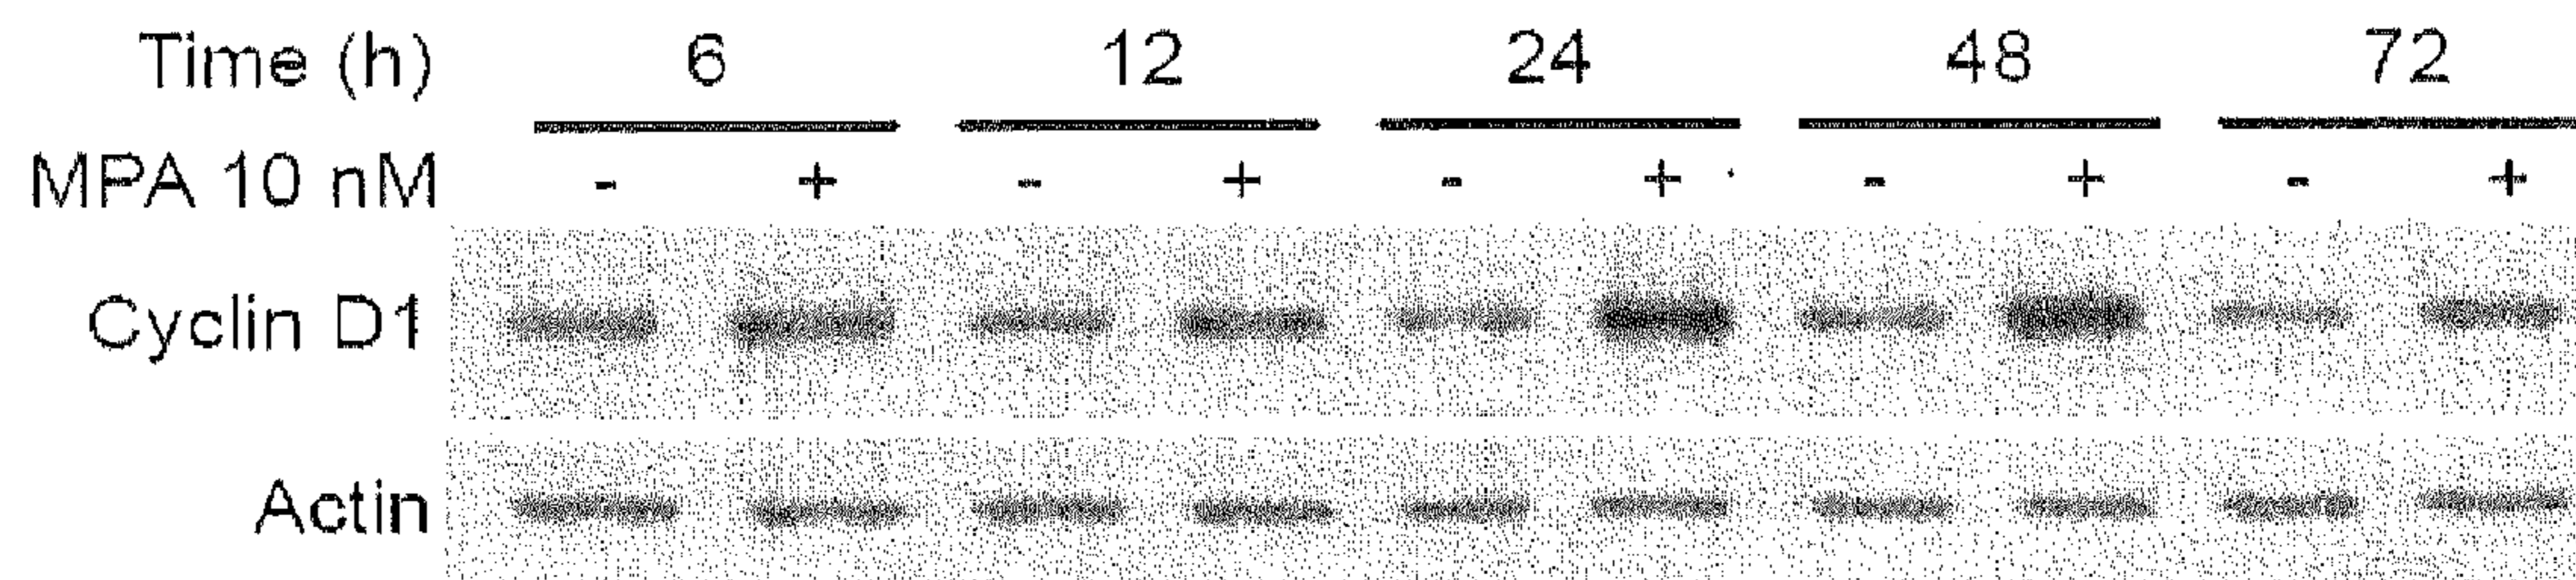 Time (h) 6 12 24 48 72
MPA 10 nM - + - + - + - + - +
Cyclin D1
Actin